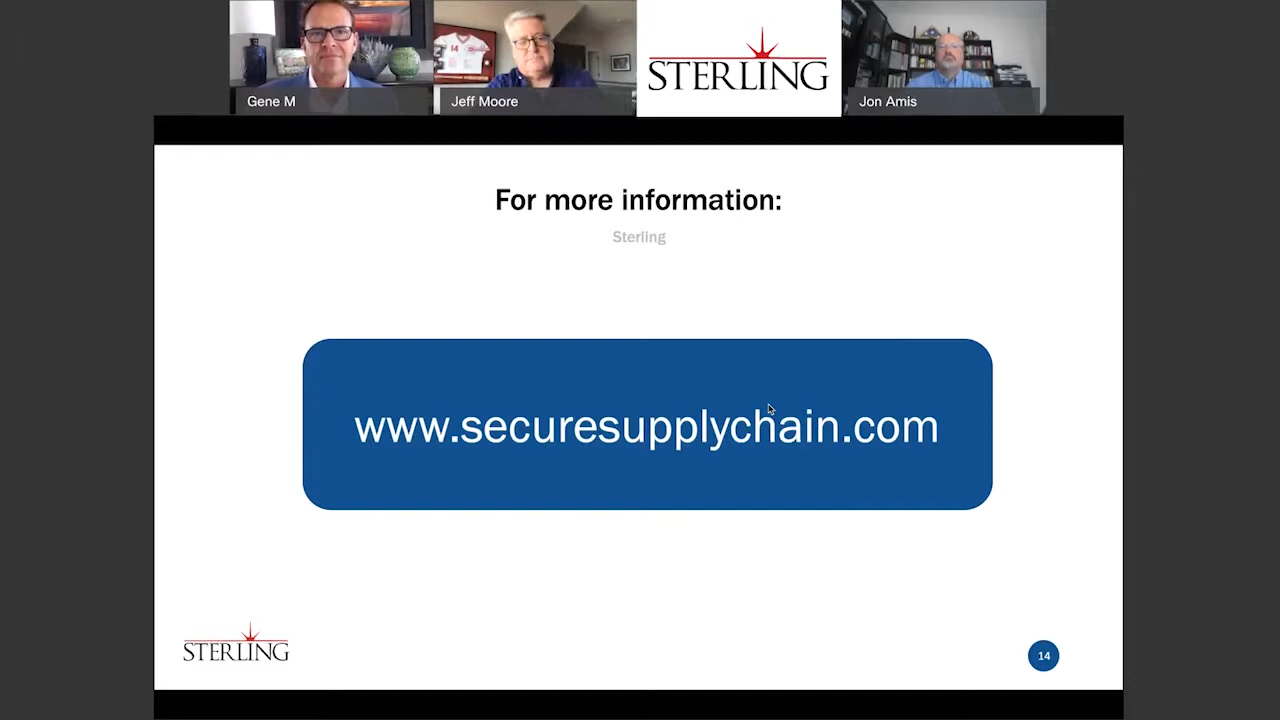 Gene M
Jeff Moore
STERLING
Jon Amis
For more information:
Sterling
www.securesupplychain.com
STERLING
14